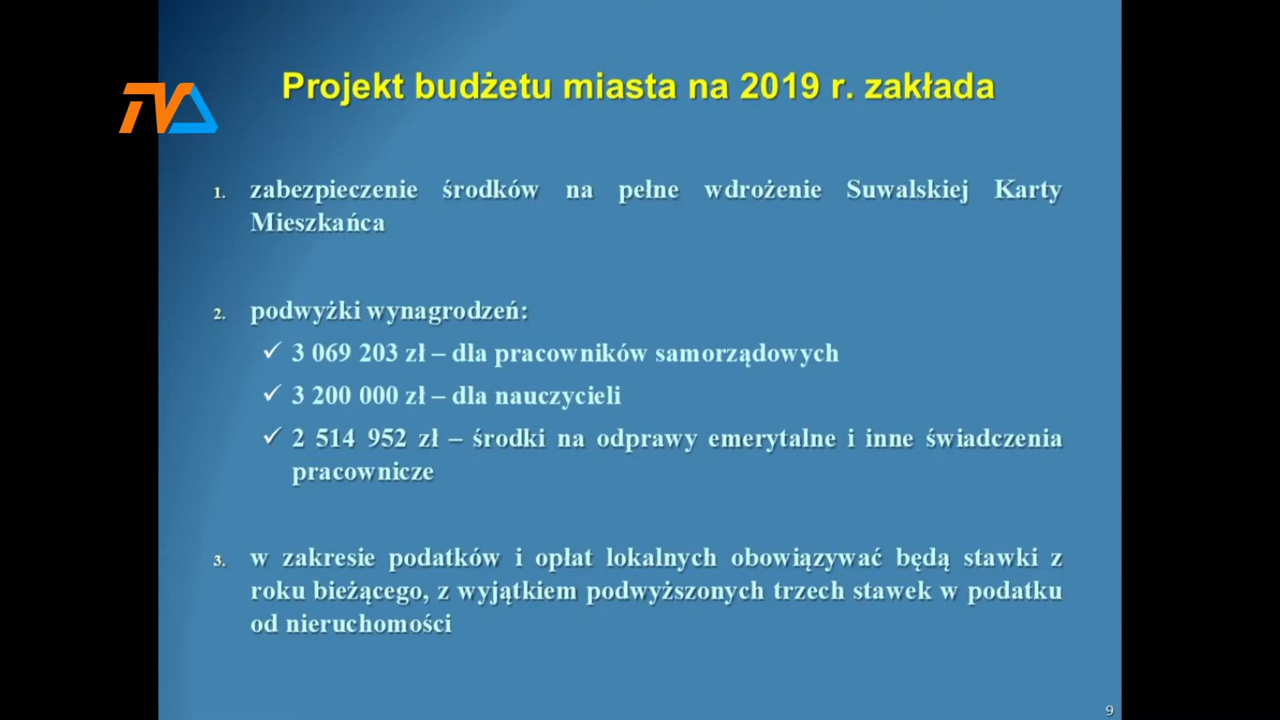 TVA
Projekt budżetu miasta na 2019 r. zakłada
1. zabezpieczenie środków na pełne wdrożenie Suwalskiej Karty
Mieszkańca
2. podwyżki wynagrodzeń:
✓ 3 069 203 zł – dla pracowników samorządowych
✓ 3 200 000 zł – dla nauczycieli
✓ 2 514 952 zł – środki na odprawy emerytalne i inne świadczenia
pracownicze
3. w zakresie podatków i opłat lokalnych obowiązywać będą stawki z
roku bieżącego, z wyjątkiem podwyższonych trzech stawek w podatku
od nieruchomości
9